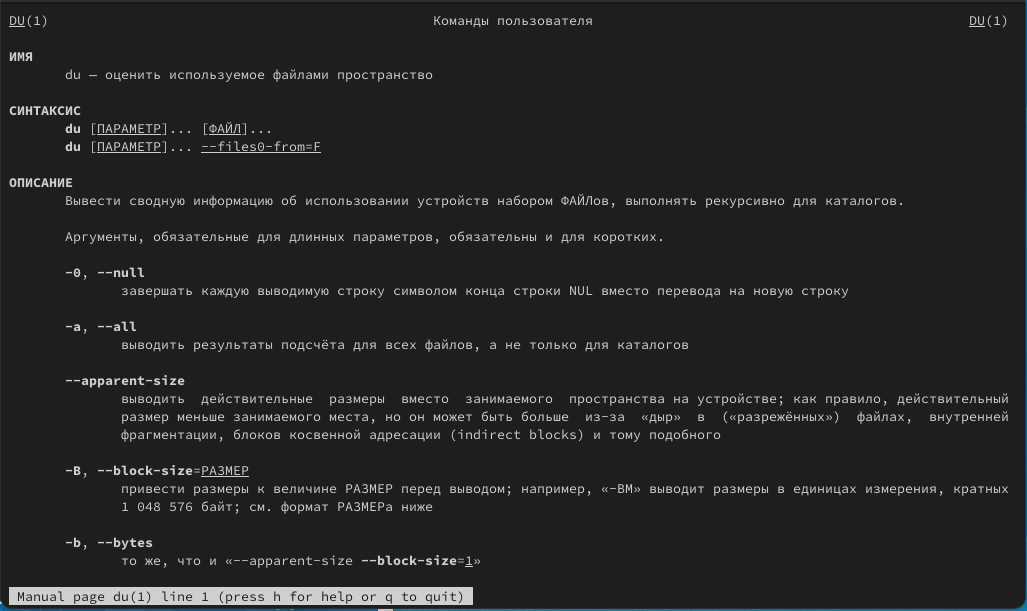 DU(1) Команды пользователя DU(1)
ИМЯ
du — оценить используемое файлами пространство
СИНТАКСИС
du [ПАРАМЕТР]... [ФАЙЛ]...
du [ПАРАМЕТР]... --files0-from=F
ОПИСАНИЕ
Вывести сводную информацию об использовании устройств набором ФАЙЛов, выполнять рекурсивно для каталогов.
Аргументы, обязательные для длинных параметров, обязательны и для коротких.
-0, --null
завершать каждую выводимую строку символом конца строки NUL вместо перевода на новую строку
-a, --all
выводить результаты подсчёта для всех файлов, а не только для каталогов
--apparent-size
выводить действительные размеры вместо занимаемого пространства на устройстве; как правило, действительный
размер меньше занимаемого места, но он может быть больше из-за «дыр» в («разрежённых») файлах, внутренней
фрагментации, блоков косвенной адресации (indirect blocks) и тому подобного
-B, --block-size=РАЗМЕР
привести размеры к величине РАЗМЕР перед выводом; например, «-BM» выводит размеры в единицах измерения, кратных
1 048 576 байт; см. формат РАЗМЕРа ниже
-b, --bytes
то же, что и «--apparent-size --block-size=1»
Manual page du(1) line 1 (press h for help or q to quit)